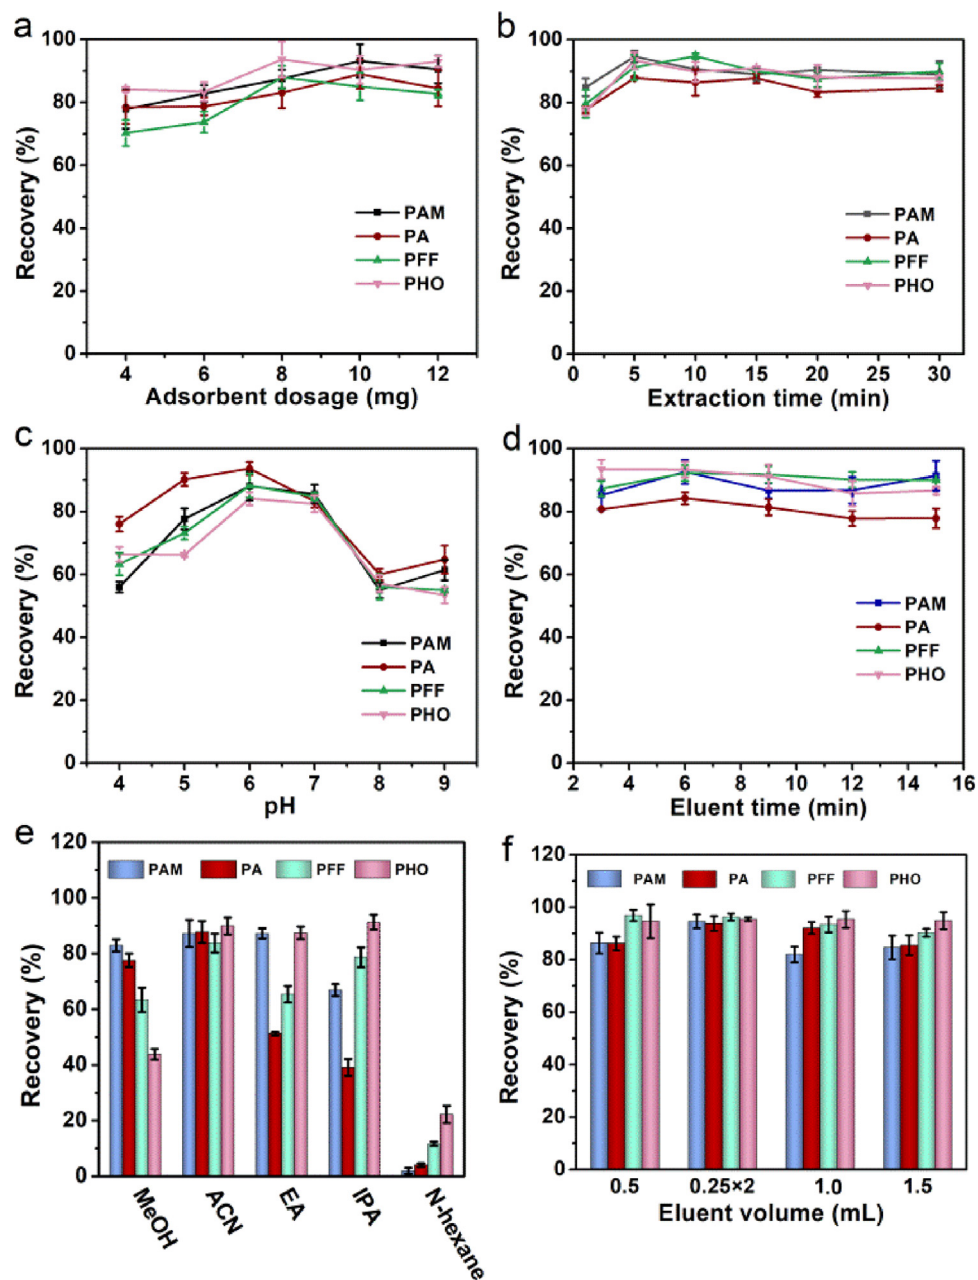 a
100
80
60
40
20
0
Recovery (%)
PAM
PA
PFF
PHO
4 6 8 10 12
Adsorbent dosage (mg)
b
100
80
60
40
20
0
Recovery (%)
PAM
PA
PFF
PHO
0 5 10 15 20 25 30
Extraction time (min)
c
100
80
60
40
20
0
Recovery (%)
PAM
PA
PFF
PHO
4 5 6 7 8 9
pH
d
100
80
60
40
20
0
Recovery (%)
PAM
PA
PFF
PHO
2 4 6 8 10 12 14 16
Eluent time (min)
e
120
100
80
60
40
20
0
Recovery (%)
PAM PA PFF PHO
MeOH ACN EA IPA N-hexane
f
120
100
80
60
40
20
0
Recovery (%)
PAM PA PFF PHO
0.5 0.25×2 1.0 1.5
Eluent volume (mL)